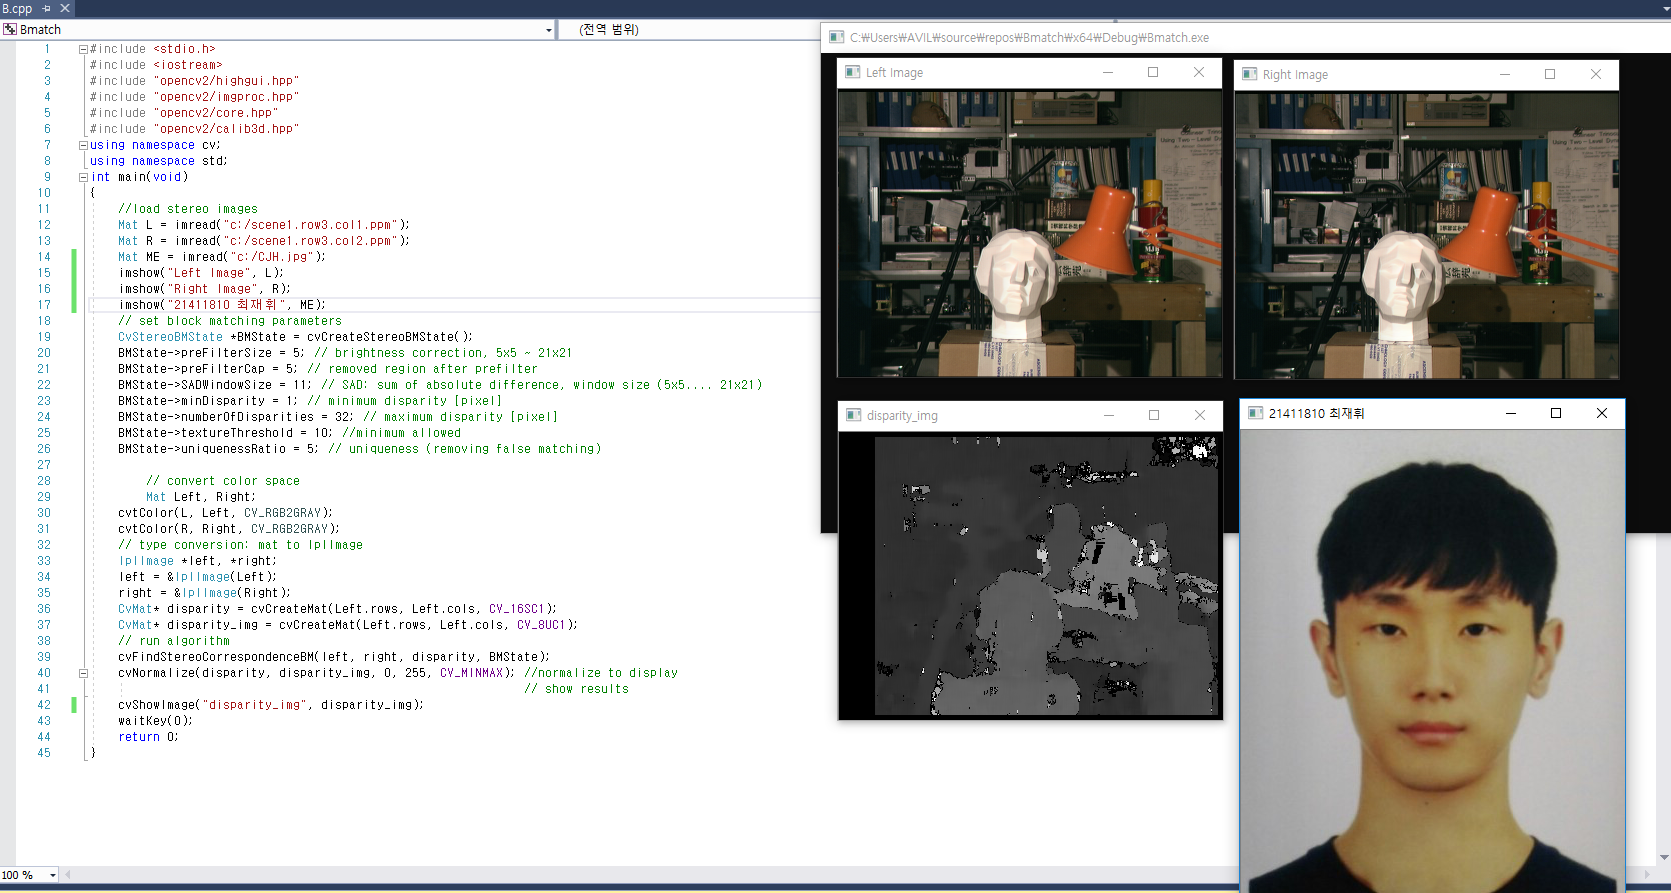 B.cpp
Bmatch
(전역 범위)
1 #include <stdio.h>
2 #include <iostream>
3 #include "opencv2/highgui.hpp"
4 #include "opencv2/imgproc.hpp"
5 #include "opencv2/core.hpp"
6 #include "opencv2/calib3d.hpp"
7 using namespace cv;
8 using namespace std;
9 int main(void)
10 {
11 //load stereo images
12 Mat L = imread("c:/scene1.row3.col1.ppm");
13 Mat R = imread("c:/scene1.row3.col2.ppm");
14 Mat ME = imread("c:/CJH.jpg");
15 imshow("Left Image", L);
16 imshow("Right Image", R);
17 imshow("21411810 최재휘", ME);
18 // set block matching parameters
19 CvStereoBMState *BMState = cvCreateStereoBMState();
20 BMState->preFilterSize = 5; // brightness correction, 5x5 ~ 21x21
21 BMState->preFilterCap = 5; // removed region after prefilter
22 BMState->SADWindowSize = 11; // SAD: sum of absolute difference, window size (5x5.... 21x21)
23 BMState->minDisparity = 1; // minimum disparity [pixel]
24 BMState->numberOfDisparities = 32; // maximum disparity [pixel]
25 BMState->textureThreshold = 10; //minimum allowed
26 BMState->uniquenessRatio = 5; // uniqueness (removing false matching)
27
28 // convert color space
29 Mat Left, Right;
30 cvtColor(L, Left, CV_RGB2GRAY);
31 cvtColor(R, Right, CV_RGB2GRAY);
32 // type conversion: mat to IplImage
33 IplImage *left, *right;
34 left = &IplImage(Left);
35 right = &IplImage(Right);
36 CvMat* disparity = cvCreateMat(Left.rows, Left.cols, CV_16SC1);
37 CvMat* disparity_img = cvCreateMat(Left.rows, Left.cols, CV_8UC1);
38 // run algorithm
39 cvFindStereoCorrespondenceBM(left, right, disparity, BMState);
40 cvNormalize(disparity, disparity_img, 0, 255, CV_MINMAX); //normalize to display
41 // show results
42 cvShowImage("disparity_img", disparity_img);
43 waitKey(0);
44 return 0;
45 }
100 %
C:₩Users₩AVIL₩source₩repos₩Bmatch₩x64₩Debug₩Bmatch.exe
Left Image
Right Image
disparity_img
21411810 최재휘